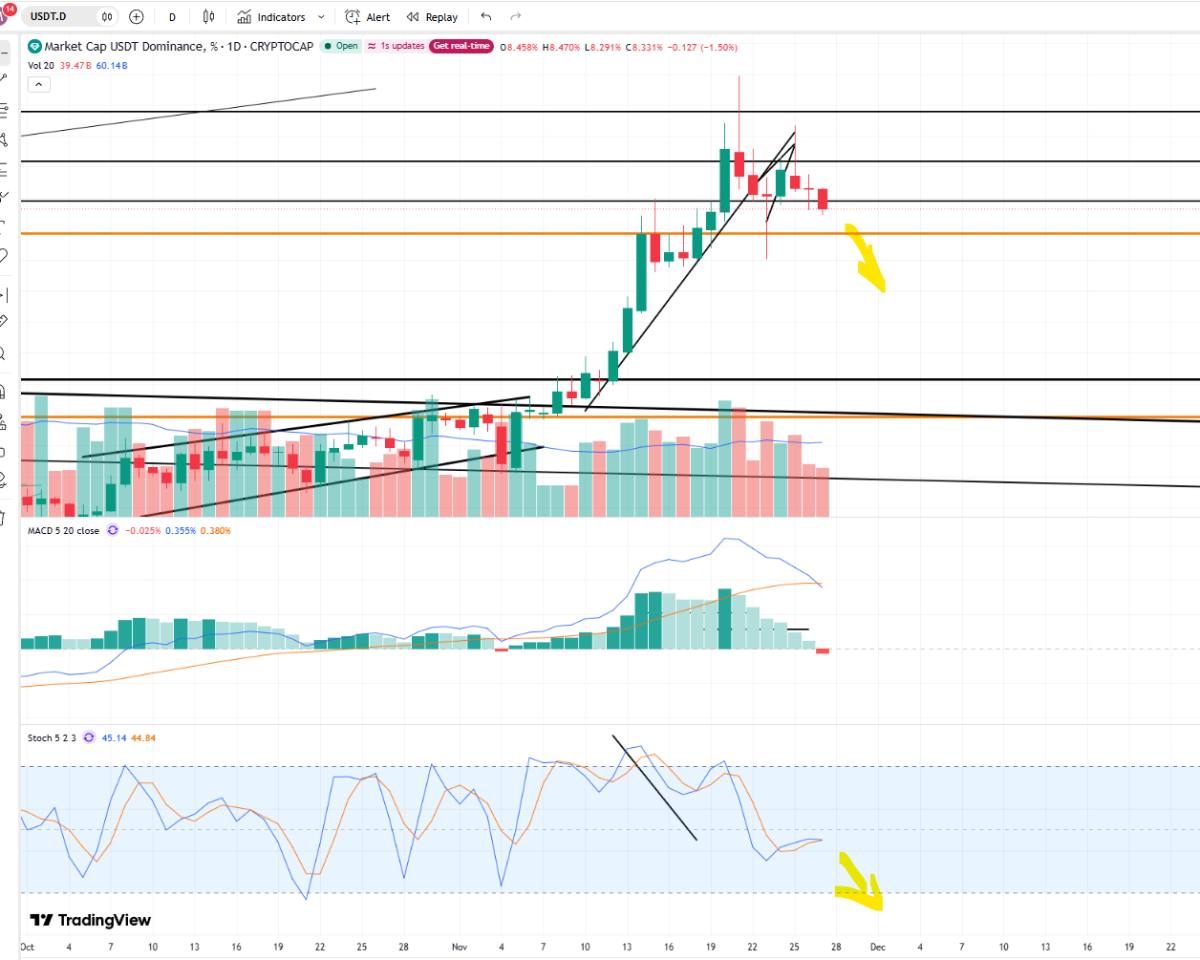 14
USDT.D
D
Indicators
Alert
Replay
Market Cap USDT Dominance, % · 1D · CRYPTOCAP
Open
1s updates
Get real-time
O8.458% H8.470% L8.291% C8.331% −0.127 (−1.50%)
Vol 20 39.47B 60.14B
MACD 5 20 close −0.025% 0.355% 0.380%
Stoch 5 2 3 45.14 44.84
TradingView
Oct 4 7 10 13 16 19 22 25 28 Nov 4 7 10 13 16 19 22 25 28 Dec 4 7 10 13 16 19 22